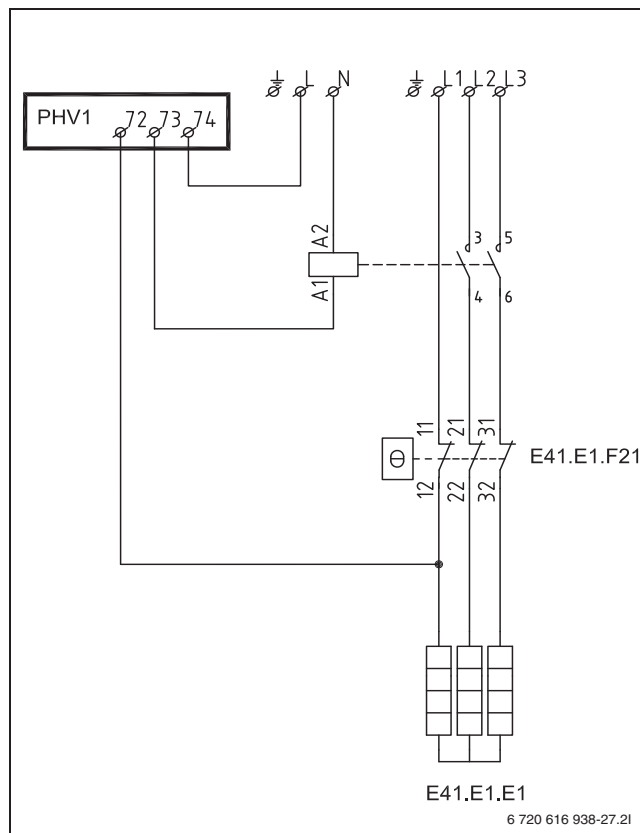 ⏚ L N ⏚ L1 L2 L3
PHV1 72 73 74
A2
A1
3 5
4 6
11 21 31
Θ E41.E1.F21
12 22 32
E41.E1.E1
6 720 616 938-27.2I